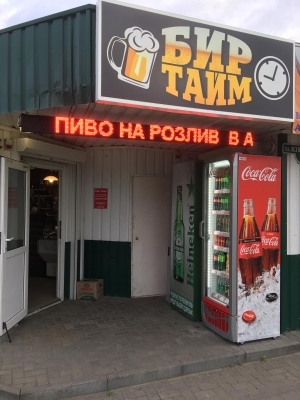 БИР
ТАЙМ
ПИВО НА РОЗЛИВ В А
Coca-Cola
Heineken